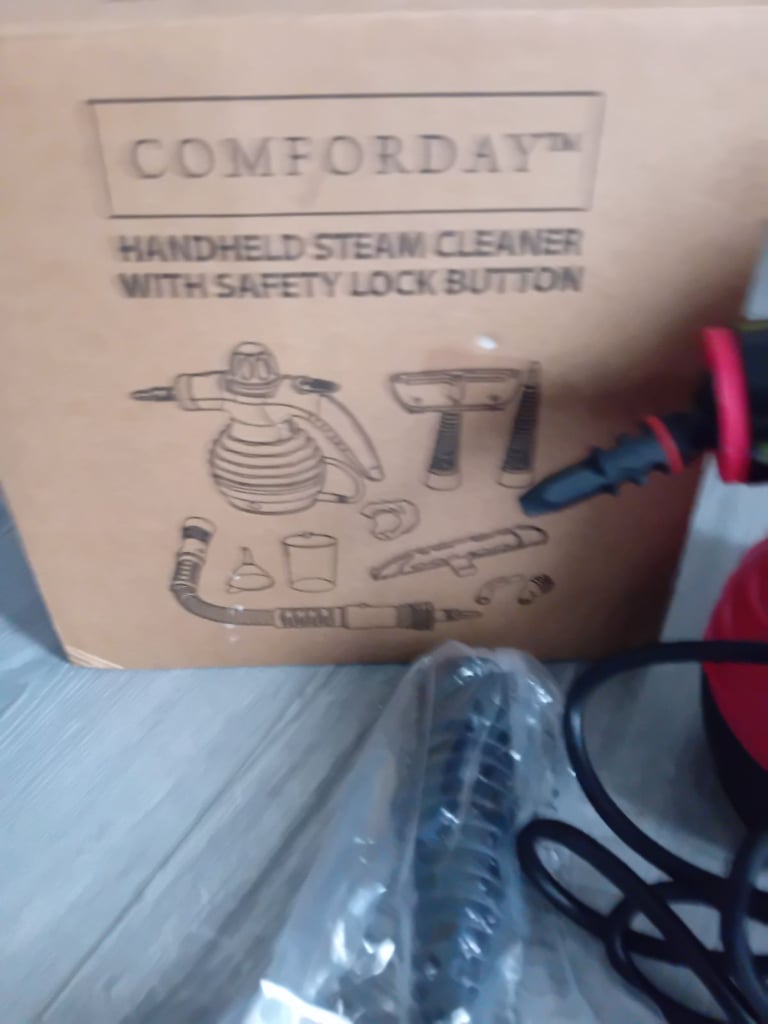 COMFORDAY™
HANDHELD STEAM CLEANER
WITH SAFETY LOCK BUTTON